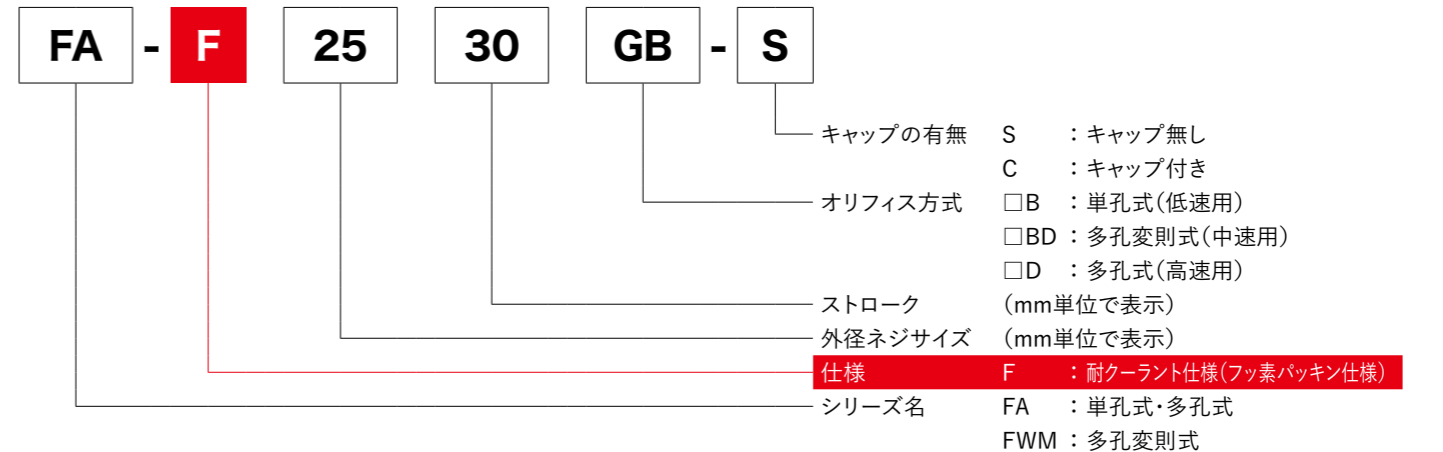 FA - F 25 30 GB - S
キャップの有無 S ：キャップ無し
C ：キャップ付き
オリフィス方式 □B ：単孔式（低速用）
□BD ：多孔変則式（中速用）
□D ：多孔式（高速用）
ストローク （mm単位で表示）
外径ネジサイズ （mm単位で表示）
仕様 F ：耐クーラント仕様（フッ素パッキン仕様）
シリーズ名 FA ：単孔式・多孔式
FWM ：多孔変則式